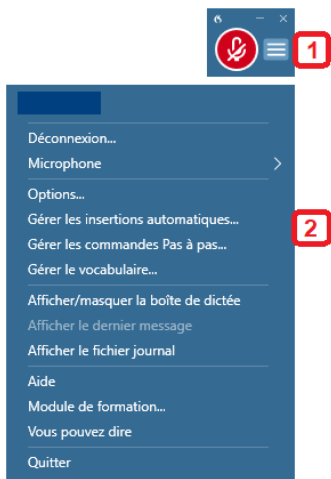 1
Déconnexion...
Microphone
Options...
Gérer les insertions automatiques...
2
Gérer les commandes Pas à pas...
Gérer le vocabulaire...
Afficher/masquer la boîte de dictée
Afficher le dernier message
Afficher le fichier journal
Aide
Module de formation...
Vous pouvez dire
Quitter